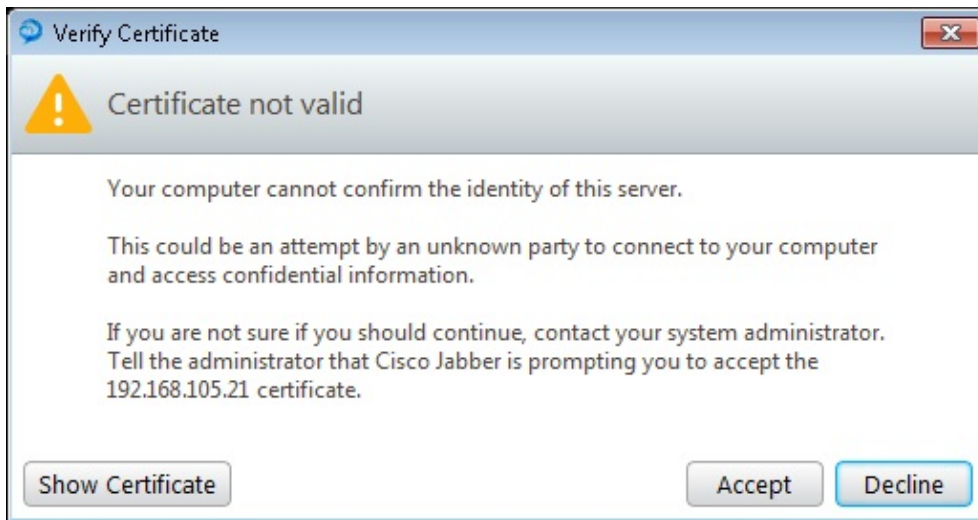 Verify Certificate
Certificate not valid
Your computer cannot confirm the identity of this server.
This could be an attempt by an unknown party to connect to your computer
and access confidential information.
If you are not sure if you should continue, contact your system administrator.
Tell the administrator that Cisco Jabber is prompting you to accept the
192.168.105.21 certificate.
Show Certificate
Accept
Decline